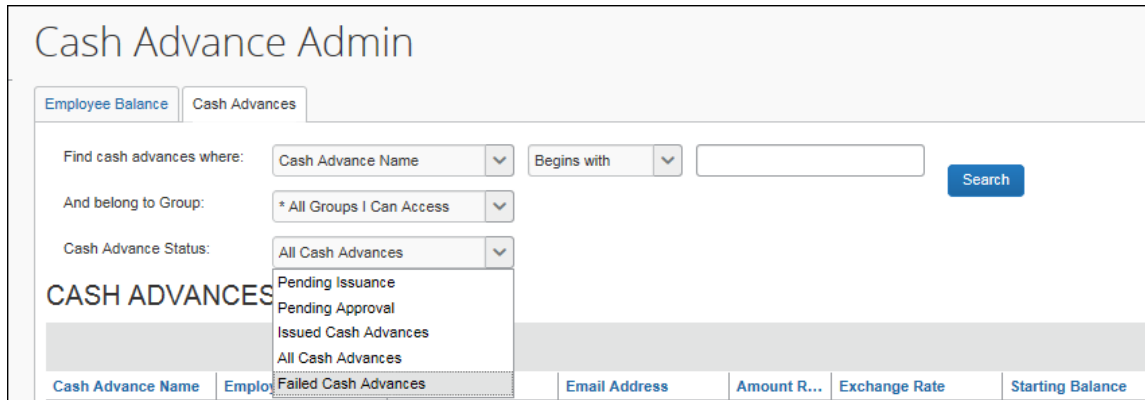 Cash Advance Admin
Employee Balance Cash Advances
Find cash advances where: Cash Advance Name Begins with
Search
And belong to Group: * All Groups I Can Access
Cash Advance Status: All Cash Advances
Pending Issuance
CASH ADVANCES
Pending Approval
Issued Cash Advances
All Cash Advances
Failed Cash Advances
Cash Advance Name Employ Email Address Amount R... Exchange Rate Starting Balance